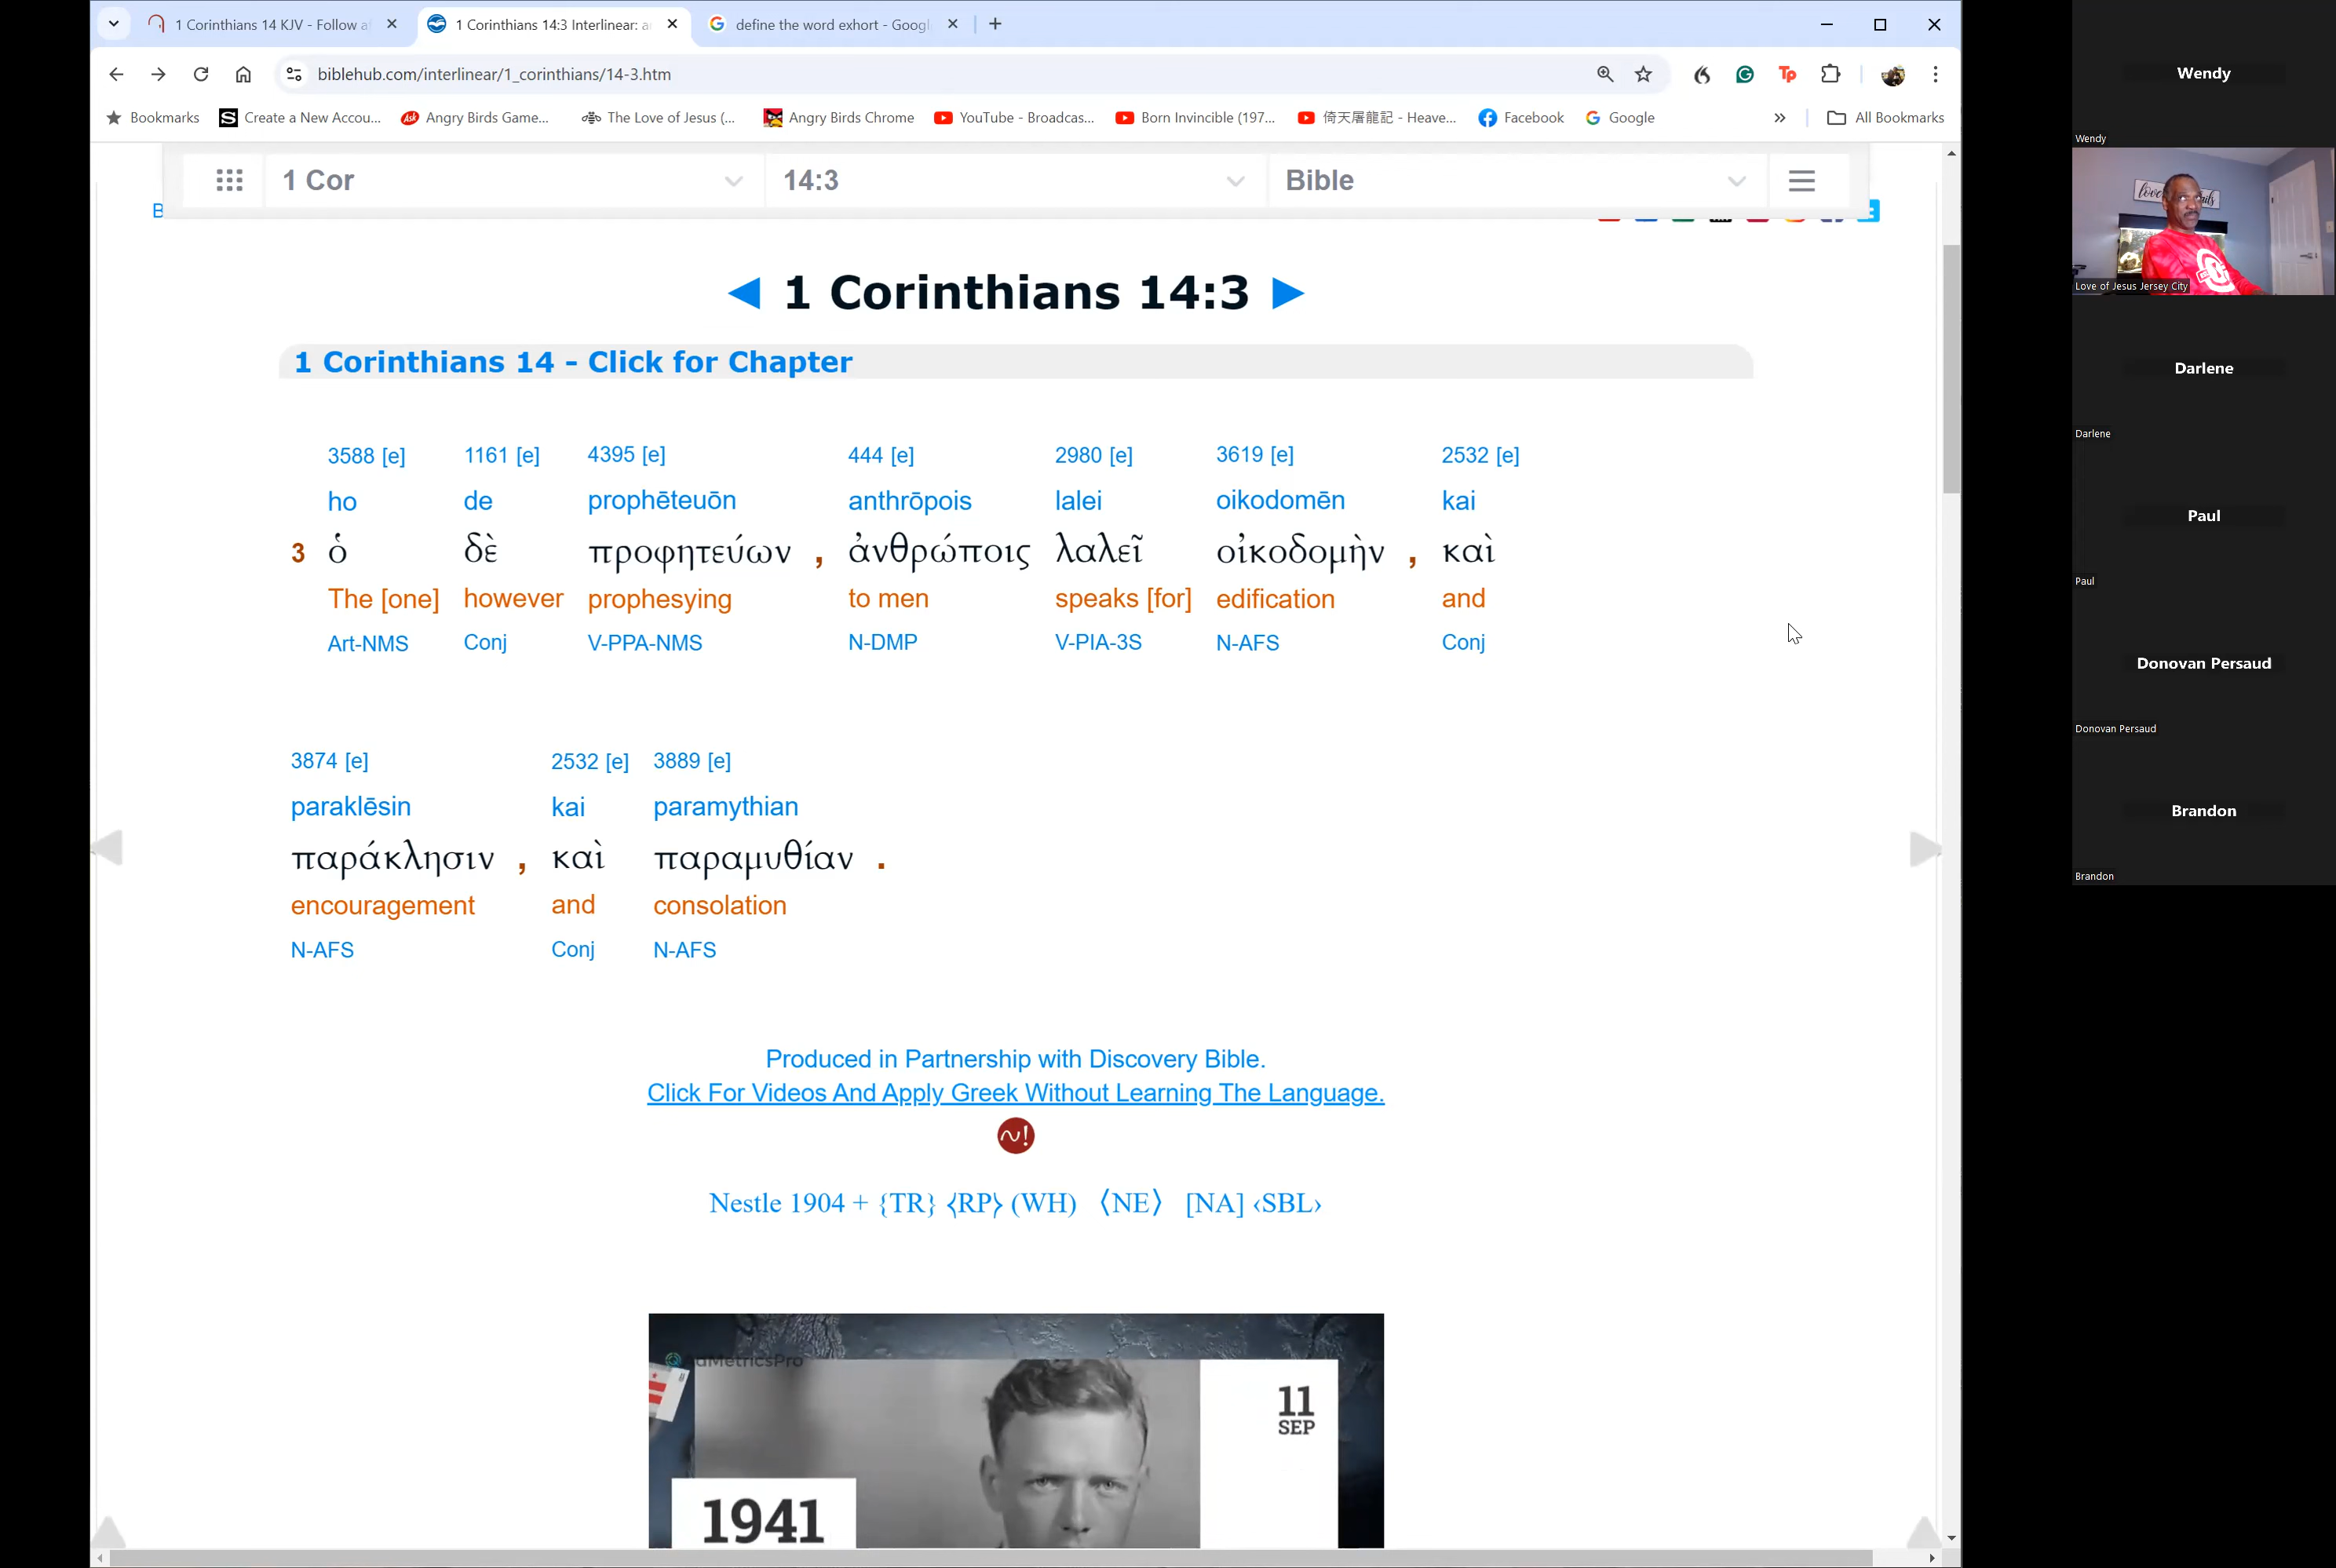 1 Corinthians 14 KJV - Follow a
1 Corinthians 14:3 Interlinear: a
define the word exhort - Googl
biblehub.com/interlinear/1_corinthians/14-3.htm
Bookmarks
Create a New Accou...
Angry Birds Game...
The Love of Jesus (...
Angry Birds Chrome
YouTube - Broadcas...
Born Invincible (197...
倚天屠龍記 - Heave...
Facebook
Google
All Bookmarks
1 Cor
14:3
Bible
1 Corinthians 14:3
1 Corinthians 14 - Click for Chapter
3588 [e] 1161 [e] 4395 [e] 444 [e] 2980 [e] 3619 [e] 2532 [e]
ho de prophēteuōn anthrōpois lalei oikodomēn kai
3 ὁ δὲ προφητεύων , ἀνθρώποις λαλεῖ οἰκοδομὴν , καὶ
The [one] however prophesying to men speaks [for] edification and
Art-NMS Conj V-PPA-NMS N-DMP V-PIA-3S N-AFS Conj
3874 [e] 2532 [e] 3889 [e]
paraklēsin kai paramythian
παράκλησιν , καὶ παραμυθίαν .
encouragement and consolation
N-AFS Conj N-AFS
Produced in Partnership with Discovery Bible.
Click For Videos And Apply Greek Without Learning The Language.
Nestle 1904 + {TR} ⧼RP⧽ (WH) 〈NE〉 [NA] ‹SBL›
11
SEP
1941
Wendy
Wendy
Love of Jesus Jersey City
Darlene
Darlene
Paul
Paul
Donovan Persaud
Donovan Persaud
Brandon
Brandon